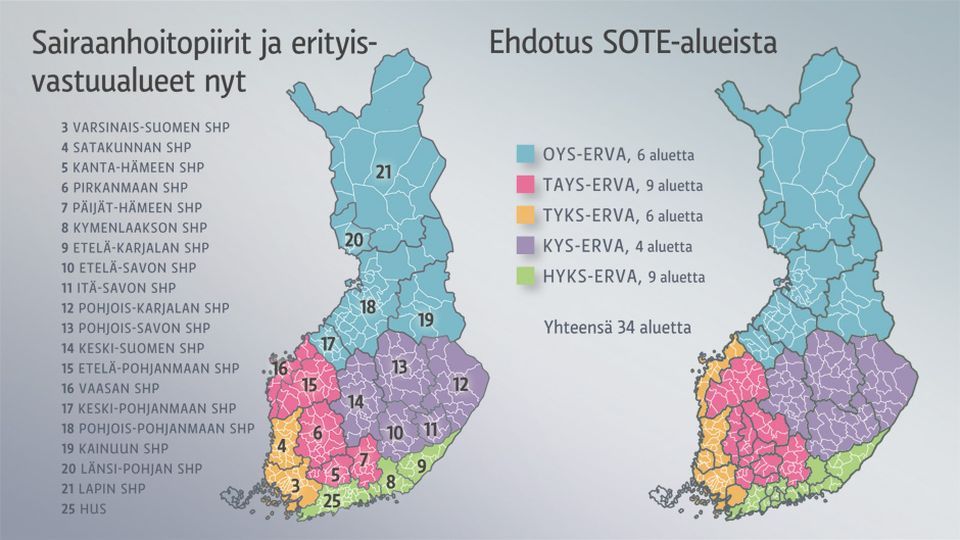 Sairaanhoitopiirit ja erityis-
vastuualueet nyt
3 VARSINAIS-SUOMEN SHP
4 SATAKUNNAN SHP
5 KANTA-HÄMEEN SHP
6 PIRKANMAAN SHP
7 PÄIJÄT-HÄMEEN SHP
8 KYMENLAAKSON SHP
9 ETELÄ-KARJALAN SHP
10 ETELÄ-SAVON SHP
11 ITÄ-SAVON SHP
12 POHJOIS-KARJALAN SHP
13 POHJOIS-SAVON SHP
14 KESKI-SUOMEN SHP
15 ETELÄ-POHJANMAAN SHP
16 VAASAN SHP
17 KESKI-POHJANMAAN SHP
18 POHJOIS-POHJANMAAN SHP
19 KAINUUN SHP
20 LÄNSI-POHJAN SHP
21 LAPIN SHP
25 HUS
21
20
18
19
17
16
15
13
12
14
6
10
11
4
7
5
9
3
8
25
Ehdotus SOTE-alueista
OYS-ERVA, 6 aluetta
TAYS-ERVA, 9 aluetta
TYKS-ERVA, 6 aluetta
KYS-ERVA, 4 aluetta
HYKS-ERVA, 9 aluetta
Yhteensä 34 aluetta